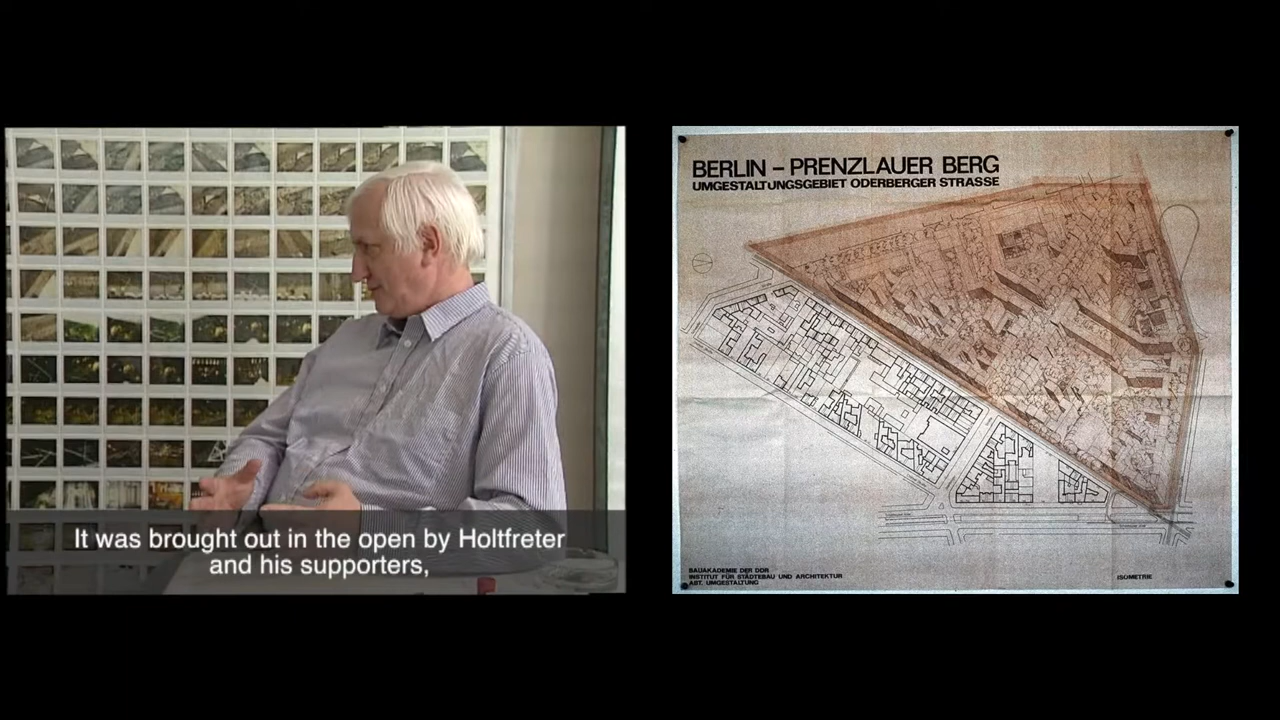 It was brought out in the open by Holtfreter
and his supporters,
BERLIN – PRENZLAUER BERG
UMGESTALTUNGSGEBIET ODERBERGER STRASSE
BAUAKADEMIE DER DDR
INSTITUT FÜR STÄDTEBAU UND ARCHITEKTUR
ABT. UMGESTALTUNG
ISOMETRIE